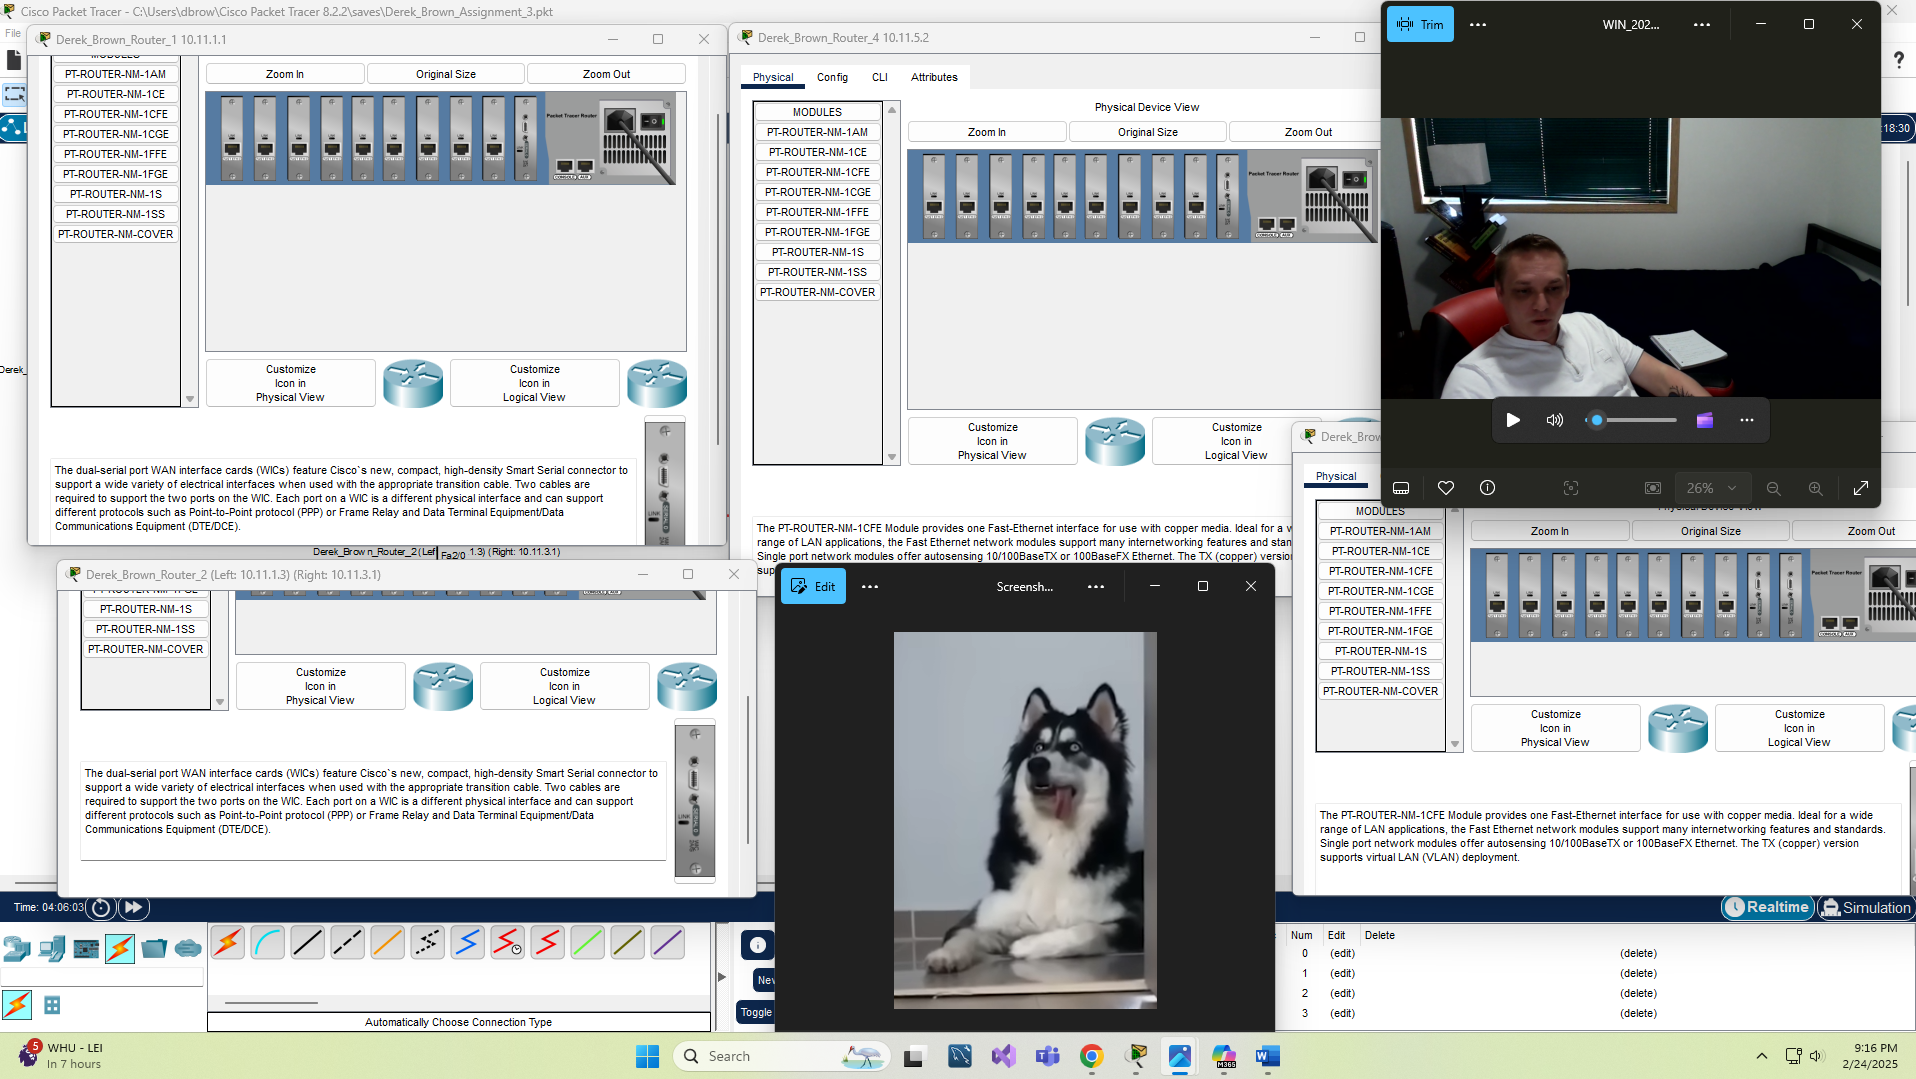 Cisco Packet Tracer - C:\Users\dbrow\Cisco Packet Tracer 8.2.2\saves\Derek_Brown_Assignment_3.pkt
File
Derek_Brown_Router_1 10.11.1.1
MODULES
PT-ROUTER-NM-1AM
PT-ROUTER-NM-1CE
PT-ROUTER-NM-1CFE
PT-ROUTER-NM-1CGE
PT-ROUTER-NM-1FFE
PT-ROUTER-NM-1FGE
PT-ROUTER-NM-1S
PT-ROUTER-NM-1SS
PT-ROUTER-NM-COVER
Zoom In
Original Size
Zoom Out
Packet Tracer Router
CONSOLE AUX
Customize
Icon in
Physical View
Customize
Icon in
Logical View
The dual-serial port WAN interface cards (WICs) feature Cisco`s new, compact, high-density Smart Serial connector to
support a wide variety of electrical interfaces when used with the appropriate transition cable. Two cables are
required to support the two ports on the WIC. Each port on a WIC is a different physical interface and can support
different protocols such as Point-to-Point protocol (PPP) or Frame Relay and Data Terminal Equipment/Data
Communications Equipment (DTE/DCE).
LINK
Derek_
Derek_Brown_Router_2 (Lef
Fa2/0
1.3) (Right: 10.11.3.1)
Derek_Brown_Router_4 10.11.5.2
Physical
Config
CLI
Attributes
MODULES
PT-ROUTER-NM-1AM
PT-ROUTER-NM-1CE
PT-ROUTER-NM-1CFE
PT-ROUTER-NM-1CGE
PT-ROUTER-NM-1FFE
PT-ROUTER-NM-1FGE
PT-ROUTER-NM-1S
PT-ROUTER-NM-1SS
PT-ROUTER-NM-COVER
Physical Device View
Zoom In
Original Size
Zoom Out
Packet Tracer Router
CONSOLE AUX
Customize
Icon in
Physical View
Customize
Icon in
Logical View
The PT-ROUTER-NM-1CFE Module provides one Fast-Ethernet interface for use with copper media. Ideal for a w
range of LAN applications, the Fast Ethernet network modules support many internetworking features and stan
Single port network modules offer autosensing 10/100BaseTX or 100BaseFX Ethernet. The TX (copper) versio
sup
Trim
WIN_202...
:18:30
26%
Derek_Brow
Physical
MODULES
PT-ROUTER-NM-1AM
PT-ROUTER-NM-1CE
PT-ROUTER-NM-1CFE
PT-ROUTER-NM-1CGE
PT-ROUTER-NM-1FFE
PT-ROUTER-NM-1FGE
PT-ROUTER-NM-1S
PT-ROUTER-NM-1SS
PT-ROUTER-NM-COVER
Physical Device View
Zoom In
Original Size
Zoom Out
Packet Tracer Router
CONSOLE AUX
Customize
Icon in
Physical View
Customize
Icon in
Logical View
The PT-ROUTER-NM-1CFE Module provides one Fast-Ethernet interface for use with copper media. Ideal for a wide
range of LAN applications, the Fast Ethernet network modules support many internetworking features and standards.
Single port network modules offer autosensing 10/100BaseTX or 100BaseFX Ethernet. The TX (copper) version
supports virtual LAN (VLAN) deployment.
Derek_Brown_Router_2 (Left: 10.11.1.3) (Right: 10.11.3.1)
PT-ROUTER-NM-1FGE
PT-ROUTER-NM-1S
PT-ROUTER-NM-1SS
PT-ROUTER-NM-COVER
Customize
Icon in
Physical View
Customize
Icon in
Logical View
The dual-serial port WAN interface cards (WICs) feature Cisco`s new, compact, high-density Smart Serial connector to
support a wide variety of electrical interfaces when used with the appropriate transition cable. Two cables are
required to support the two ports on the WIC. Each port on a WIC is a different physical interface and can support
different protocols such as Point-to-Point protocol (PPP) or Frame Relay and Data Terminal Equipment/Data
Communications Equipment (DTE/DCE).
LINK
Edit
Screensh...
Time: 04:06:03
Realtime
Simulation
New
Toggle
Automatically Choose Connection Type
Num Edit Delete
0 (edit) (delete)
1 (edit) (delete)
2 (edit) (delete)
3 (edit) (delete)
5
WHU - LEI
In 7 hours
Search
M365
9:16 PM
2/24/2025